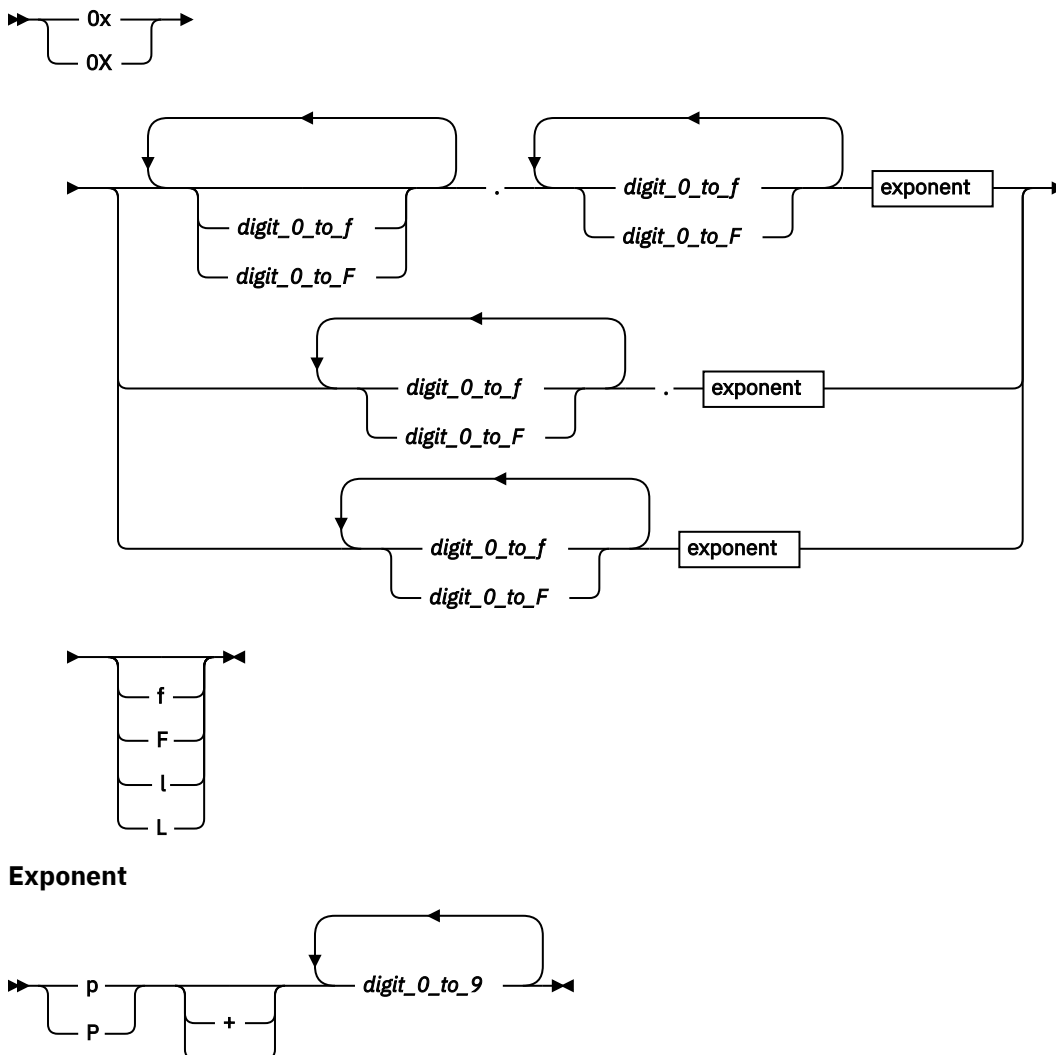 0x
0X
digit_0_to_f
digit_0_to_F
.
digit_0_to_f
digit_0_to_F
exponent
digit_0_to_f
digit_0_to_F
.
exponent
digit_0_to_f
digit_0_to_F
exponent
f
F
l
L
Exponent
p
P
+
digit_0_to_9